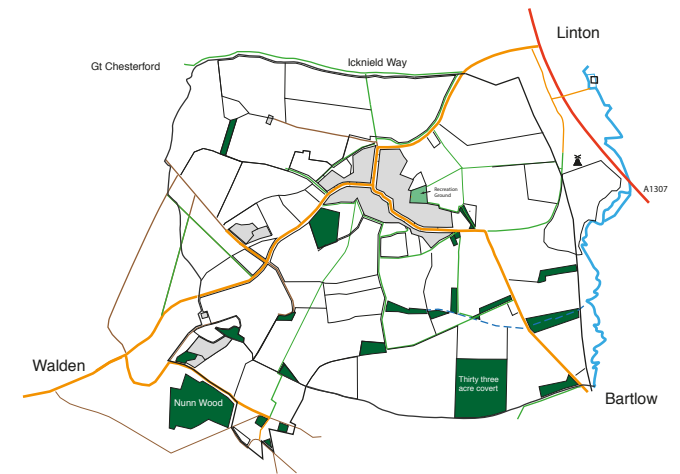 Linton
Icknield Way
Gt Chesterford
A1307
Recreation
Ground
Walden
Thirty three
acre covert
Nunn Wood
Bartlow